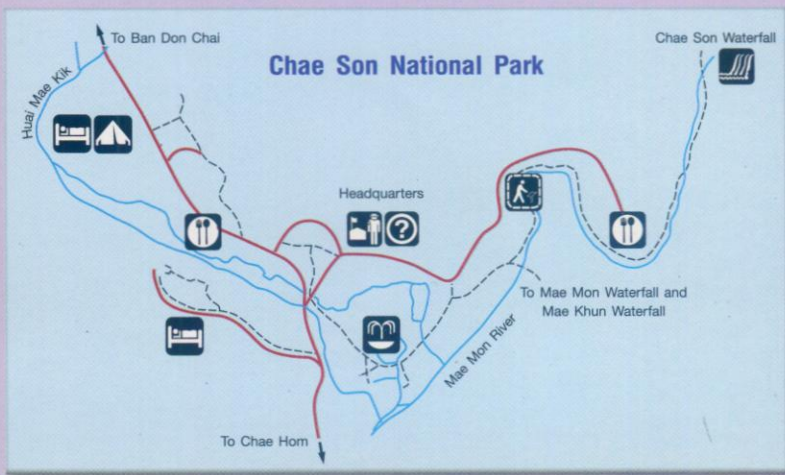 To Ban Don Chai
Chae Son Waterfall
Chae Son National Park
Huai Mae Kik
Headquarters
?
To Mae Mon Waterfall and
Mae Khun Waterfall
Mae Mon River
To Chae Hom